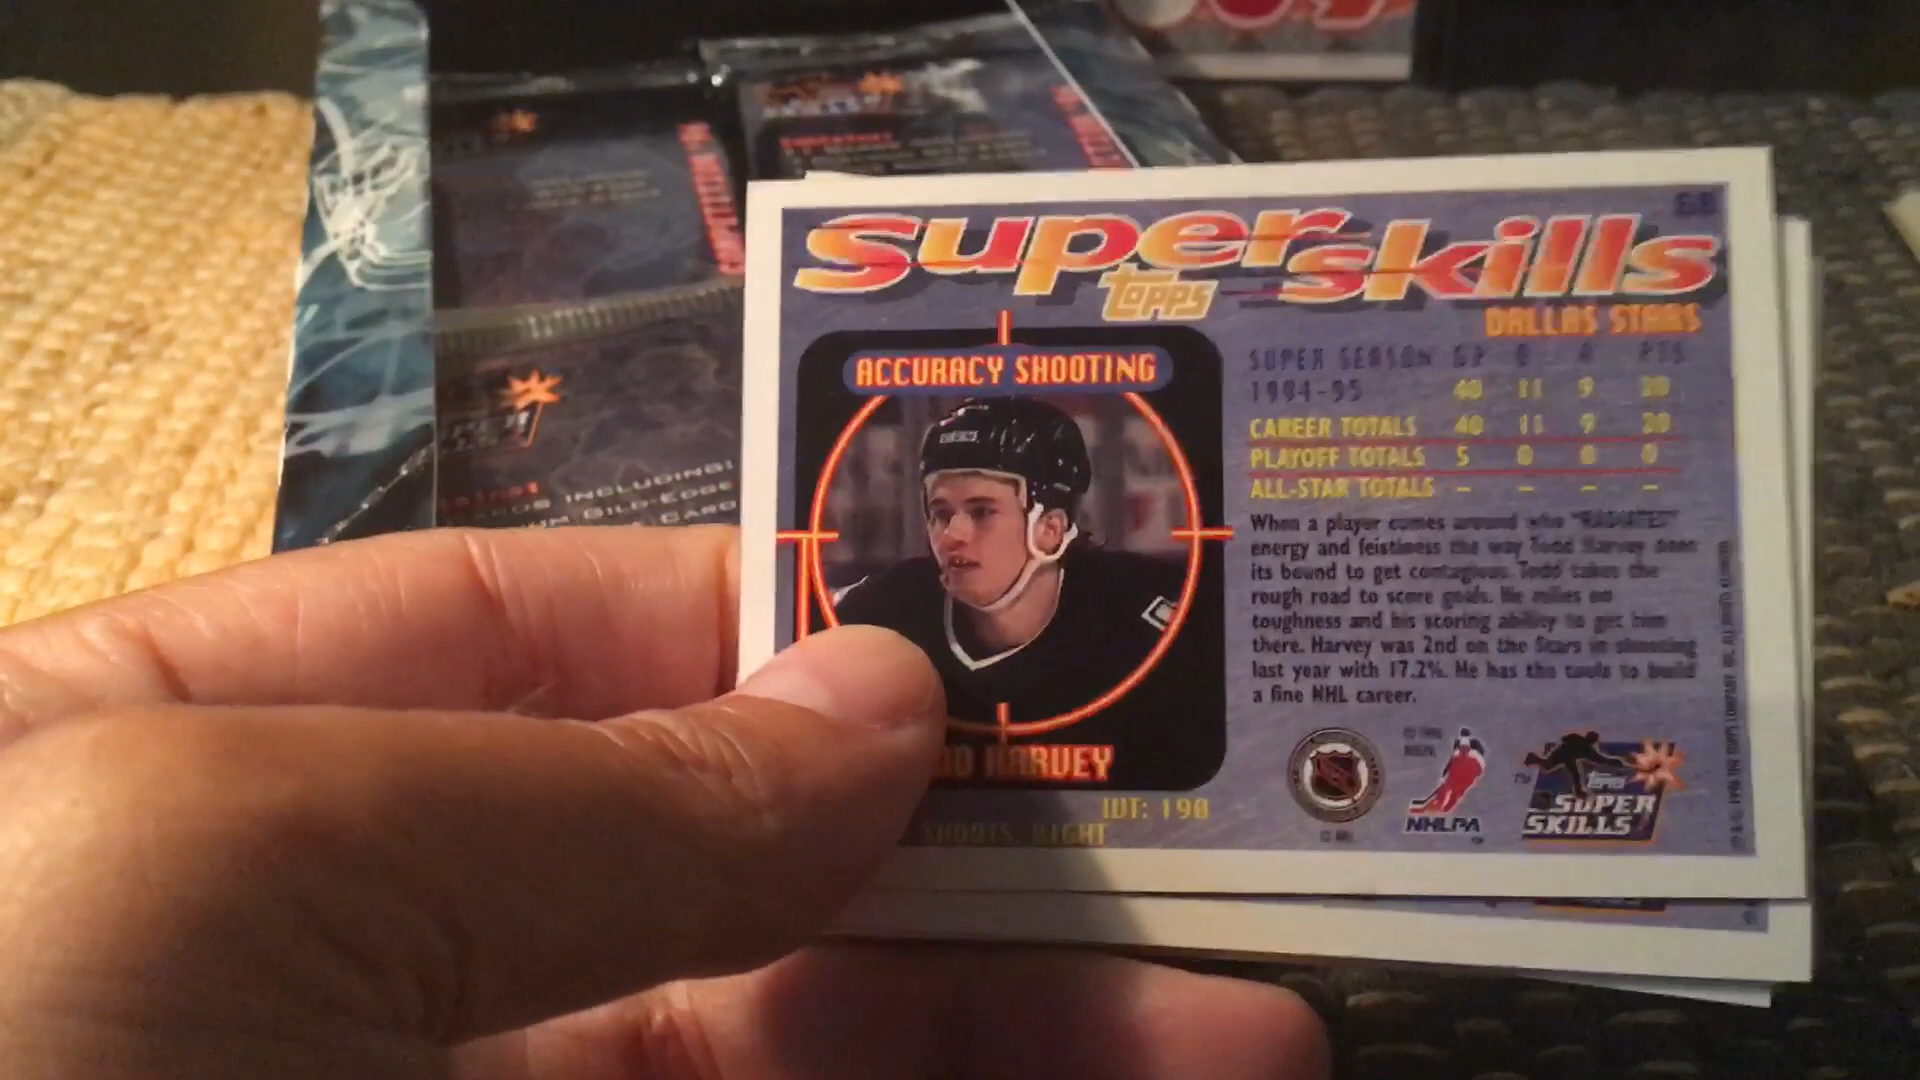 super skills
topps
DALLAS STARS
ACCURACY SHOOTING
SUPER SEASON GP G A PTS
1994-95 40 11 9 20
CAREER TOTALS 40 11 9 20
PLAYOFF TOTALS 5 0 0 0
ALL-STAR TOTALS - - - -
When a player comes around who "RADIATES"
energy and feistiness the way Todd Harvey does
its bound to get contagious. Todd takes the
rough road to score goals. He relies on
toughness and his scoring ability to get him
there. Harvey was 2nd on the Stars in shooting
last year with 17.2%. He has the tools to build
a fine NHL career.
HARVEY
WT: 190
SHOOTS: RIGHT
NHLPA
topps
SUPER
SKILLS
INCLUDING:
GILD-EDGE
CARD